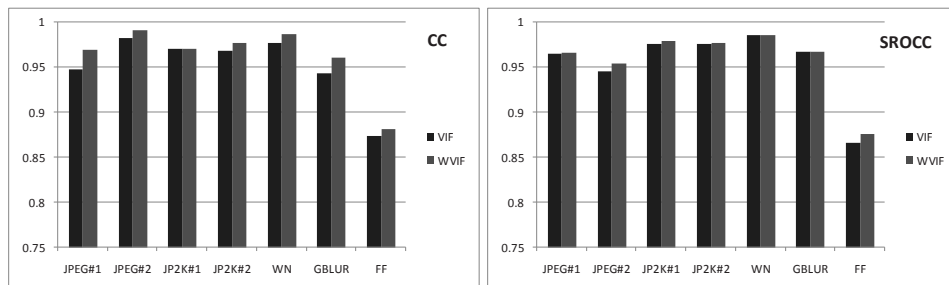 CC
1
0.95
0.9
0.85
0.8
0.75
JPEG#1 JPEG#2 JP2K#1 JP2K#2 WN GBLUR FF
VIF
WVIF
SROCC
1
0.95
0.9
0.85
0.8
0.75
JPEG#1 JPEG#2 JP2K#1 JP2K#2 WN GBLUR FF
VIF
WVIF